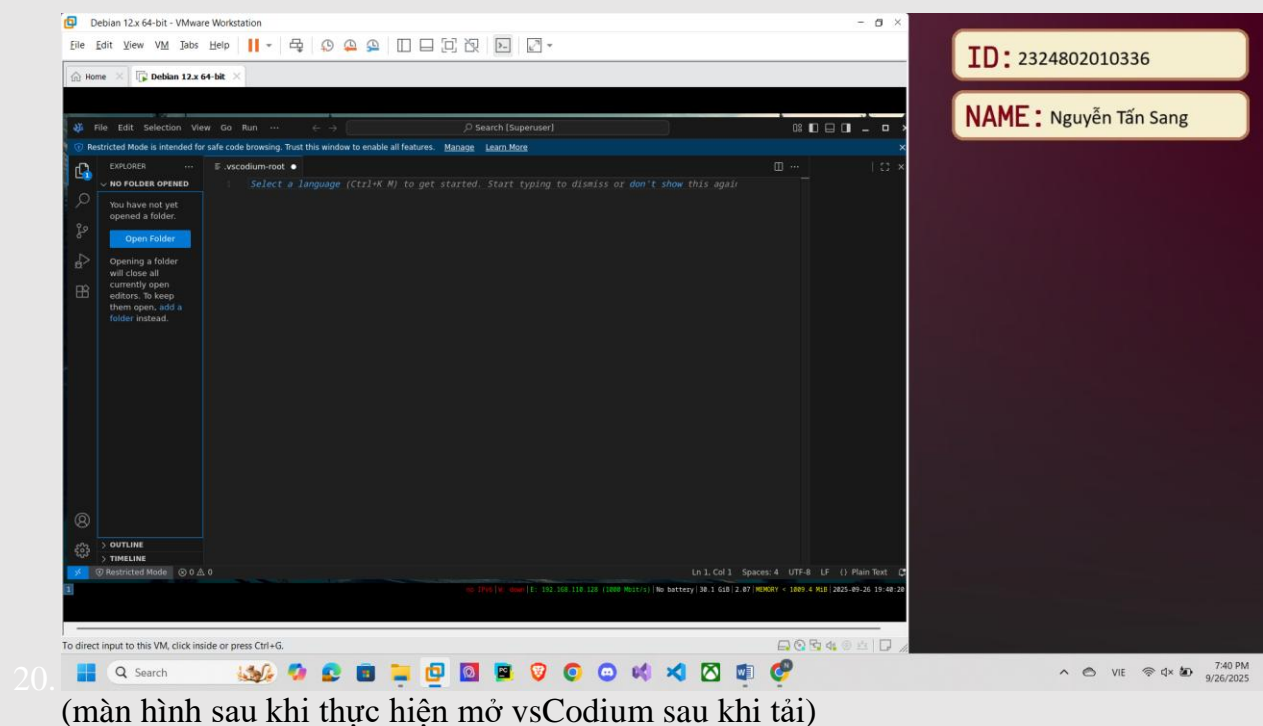 Debian 12.x 64-bit - VMware Workstation
File Edit View VM Tabs Help
Home Debian 12.x 64-bit
ID: 2324802010336
NAME: Nguyễn Tấn Sang
File Edit Selection View Go Run ... Search [Superuser]
Restricted Mode is intended for safe code browsing. Trust this window to enable all features. Manage Learn More
EXPLORER ... .vscodium-root
NO FOLDER OPENED
1 Select a language (Ctrl+K M) to get started. Start typing to dismiss or don't show this again
You have not yet
opened a folder.
Open Folder
Opening a folder
will close all
currently open
editors. To keep
them open, add a
folder instead.
OUTLINE
TIMELINE
Restricted Mode 0 0 Ln 1, Col 1 Spaces: 4 UTF-8 LF {} Plain Text
1 no IPv6|W: down|E: 192.168.110.128 (1000 Mbit/s)|No battery|30.1 GiB|2.07|MEMORY < 1009.4 MiB|2025-09-26 19:40:20
To direct input to this VM, click inside or press Ctrl+G.
20. Search VIE 7:40 PM
9/26/2025
(màn hình sau khi thực hiện mở vsCodium sau khi tải)